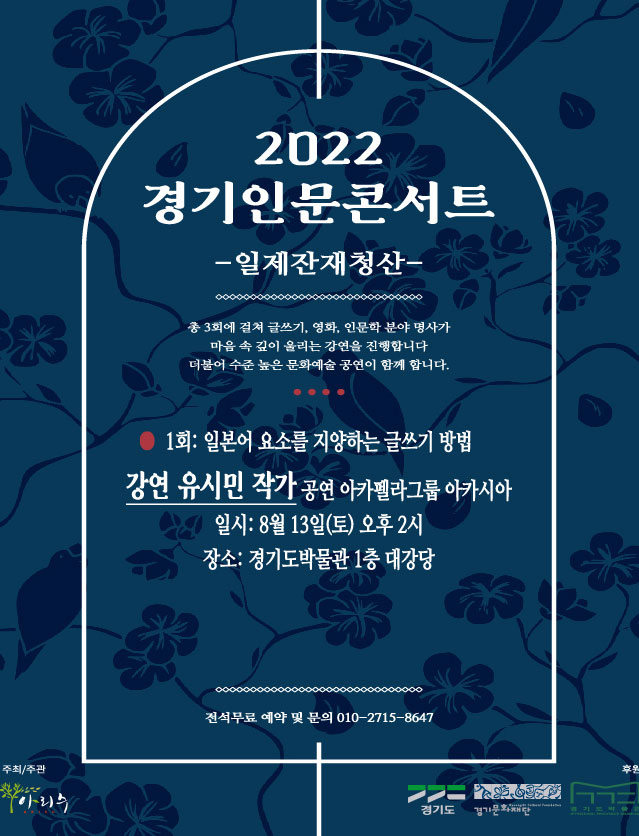 2022
경기인문콘서트
-일제잔재청산-
총 3회에 걸쳐 글쓰기, 영화, 인문학 분야 명사가
마음 속 깊이 울리는 강연을 진행합니다
더불어 수준 높은 문화예술 공연이 함께 합니다.
1회: 일본어 요소를 지양하는 글쓰기 방법
강연 유시민 작가 공연 아카펠라그룹 아카시아
일시: 8월 13일(토) 오후 2시
장소: 경기도박물관 1층 대강당
전석무료 예약 및 문의 010-2715-8647
주최/주관
후원
아리수
경기도
경기문화재단
경기도박물관